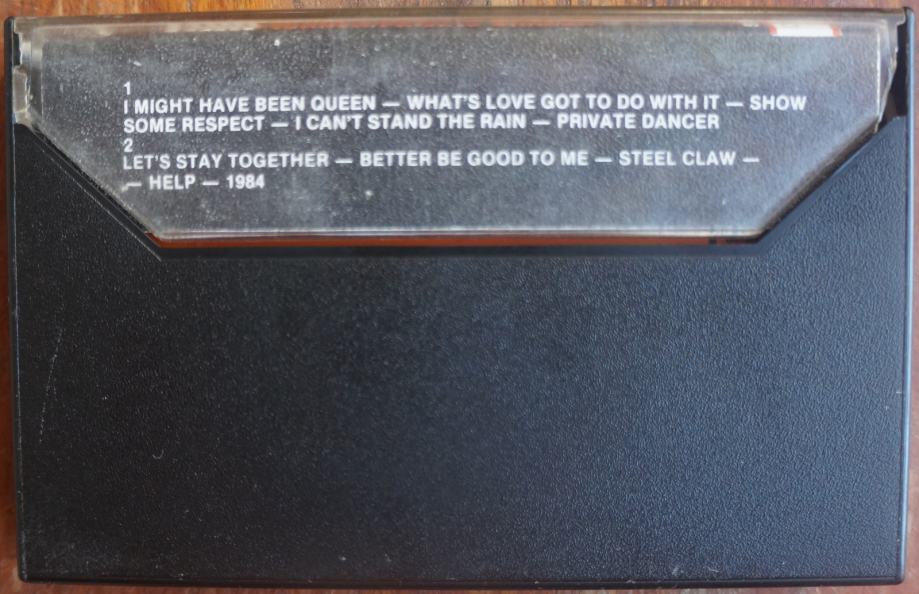 1
I MIGHT HAVE BEEN QUEEN — WHAT'S LOVE GOT TO DO WITH IT — SHOW
SOME RESPECT — I CAN'T STAND THE RAIN — PRIVATE DANCER
2
LET'S STAY TOGETHER — BETTER BE GOOD TO ME — STEEL CLAW —
— HELP — 1984